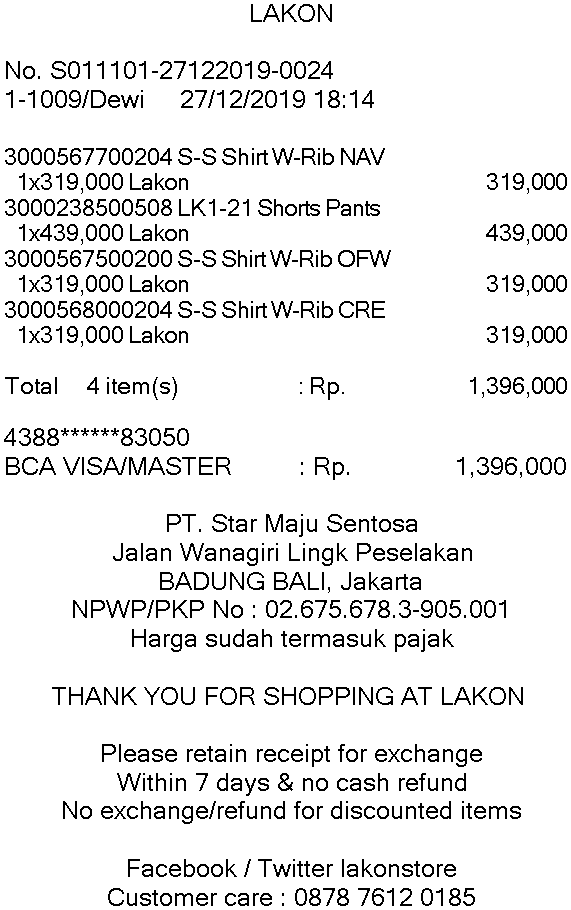 LAKON
No. S011101-27122019-0024
1-1009/Dewi 27/12/2019 18:14
3000567700204 S-S Shirt W-Rib NAV
1x319,000 Lakon 319,000
3000238500508 LK1-21 Shorts Pants
1x439,000 Lakon 439,000
3000567500200 S-S Shirt W-Rib OFW
1x319,000 Lakon 319,000
3000568000204 S-S Shirt W-Rib CRE
1x319,000 Lakon 319,000
Total 4 item(s) : Rp. 1,396,000
4388******83050
BCA VISA/MASTER : Rp. 1,396,000
PT. Star Maju Sentosa
Jalan Wanagiri Lingk Peselakan
BADUNG BALI, Jakarta
NPWP/PKP No : 02.675.678.3-905.001
Harga sudah termasuk pajak
THANK YOU FOR SHOPPING AT LAKON
Please retain receipt for exchange
Within 7 days & no cash refund
No exchange/refund for discounted items
Facebook / Twitter lakonstore
Customer care : 0878 7612 0185